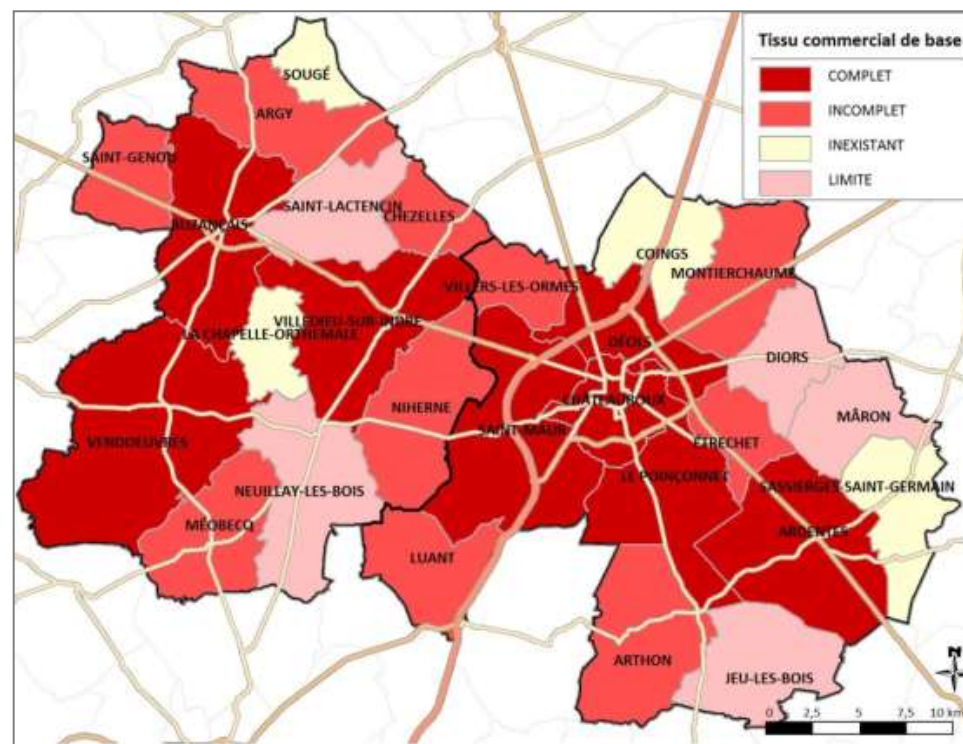 Tissu commercial de base
COMPLET
INCOMPLET
INEXISTANT
LIMITE
SOUGÉ
ARGY
SAINT-GENOU
SAINT-LACTENCIN
CHEZELLES
BUZANÇAIS
COINGS
MONTIERCHAUME
VILLERS-LES-ORMES
VILLEDIEU-SUR-INDRE
LA CHAPELLE-ORTHEMALE
DÉOLS
DIORS
CHÂTEAUROUX
NIHERNE
MÂRON
SAINT-MAUR
ETRECHET
VENDOEUVRES
LE POINÇONNET
SASSIERGES-SAINT-GERMAIN
NEUILLAY-LES-BOIS
MÉOBECQ
ARDENTES
LUANT
ARTHON
JEU-LES-BOIS
N
0 2,5 5 7,5 10 km